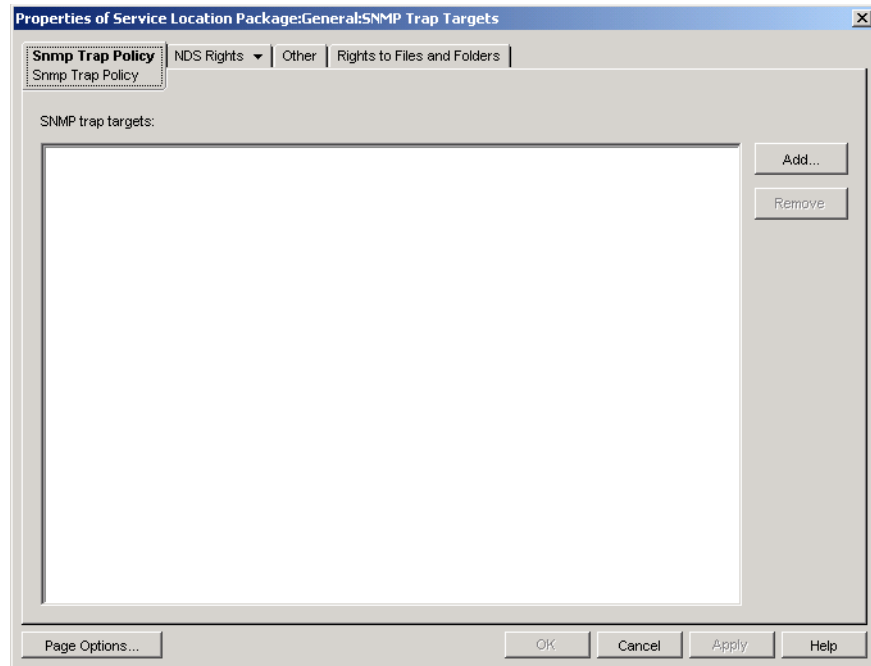 Properties of Service Location Package:General:SNMP Trap Targets
Snmp Trap Policy NDS Rights Other Rights to Files and Folders
Snmp Trap Policy
SNMP trap targets:
Add...
Remove
Page Options... OK Cancel Apply Help